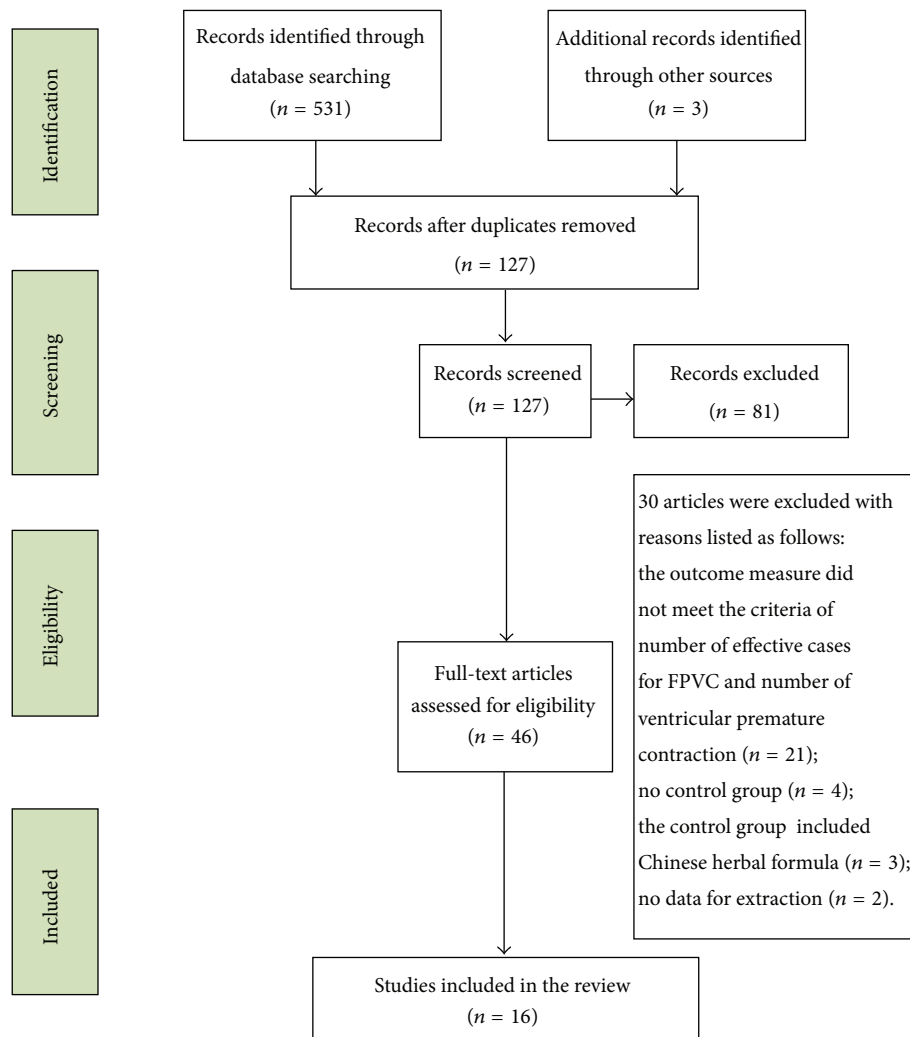 Identification
Records identified through
database searching
(n = 531)
Additional records identified
through other sources
(n = 3)
Records after duplicates removed
(n = 127)
Screening
Records screened
(n = 127)
Records excluded
(n = 81)
Eligibility
Full-text articles
assessed for eligibility
(n = 46)
30 articles were excluded with
reasons listed as follows:
the outcome measure did
not meet the criteria of
number of effective cases
for FPVC and number of
ventricular premature
contraction (n = 21);
no control group (n = 4);
the control group included
Chinese herbal formula (n = 3);
no data for extraction (n = 2).
Included
Studies included in the review
(n = 16)